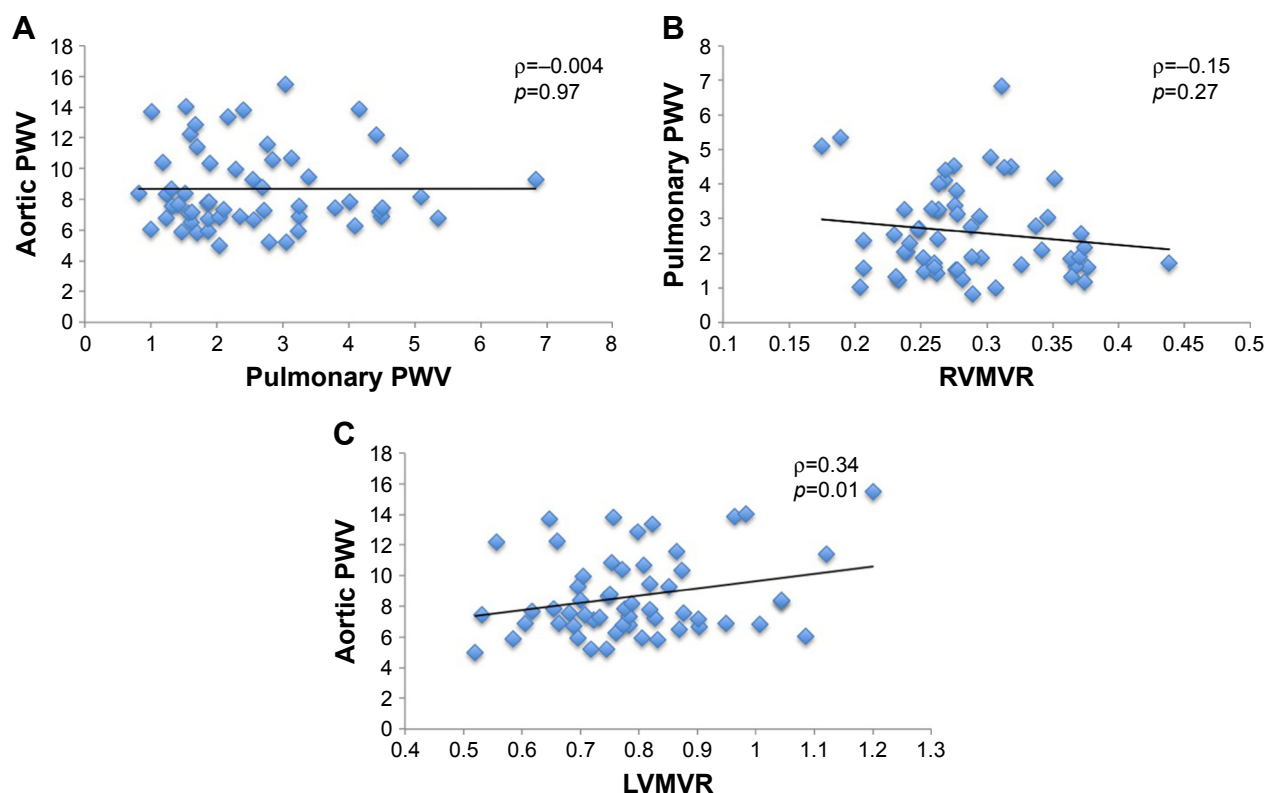 A
ρ=–0.004
p=0.97
18
16
14
12
10
8
6
4
2
0
Aortic PWV
0 1 2 3 4 5 6 7 8
Pulmonary PWV
B
ρ=–0.15
p=0.27
8
7
6
5
4
3
2
1
0
Pulmonary PWV
0.1 0.15 0.2 0.25 0.3 0.35 0.4 0.45 0.5
RVMVR
C
ρ=0.34
p=0.01
18
16
14
12
10
8
6
4
2
0
Aortic PWV
0.4 0.5 0.6 0.7 0.8 0.9 1 1.1 1.2 1.3
LVMVR